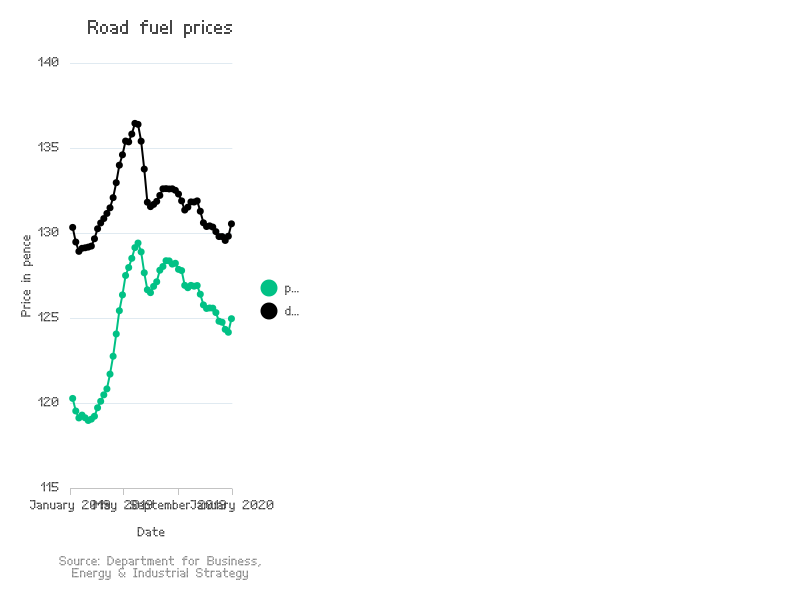 Road fuel prices
140
135
130
125
120
115
Price in pence
p...
d...
January 2019
May 2019
September 2019
January 2020
Date
Source: Department for Business,
Energy & Industrial Strategy